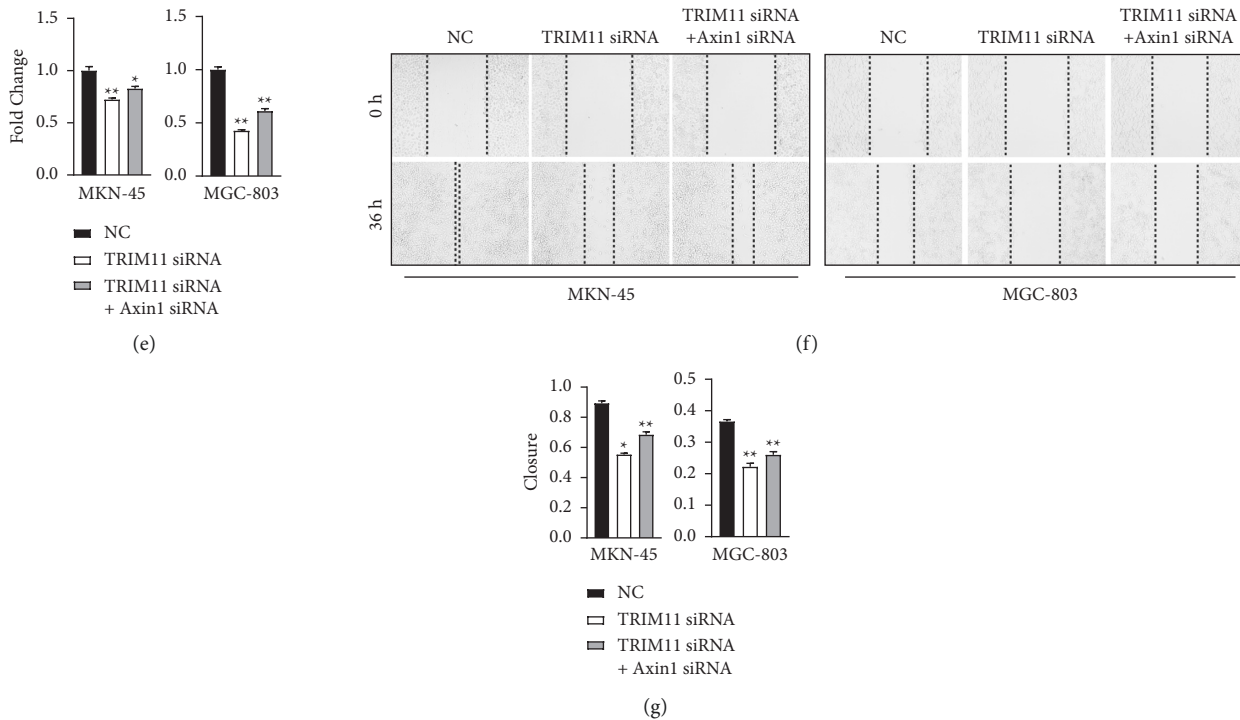 1.5
1.0
0.5
0.0
Fold Change
**
*
MKN-45
1.5
1.0
0.5
0.0
**
**
MGC-803
NC
TRIM11 siRNA
TRIM11 siRNA
+ Axin1 siRNA
(e)
NC
TRIM11 siRNA
TRIM11 siRNA
+Axin1 siRNA
NC
TRIM11 siRNA
TRIM11 siRNA
+Axin1 siRNA
0 h
36 h
MKN-45
MGC-803
(f)
1.0
0.8
0.6
0.4
0.2
0.0
Closure
*
**
MKN-45
0.5
0.4
0.3
0.2
0.1
0.0
**
**
MGC-803
NC
TRIM11 siRNA
TRIM11 siRNA
+ Axin1 siRNA
(g)